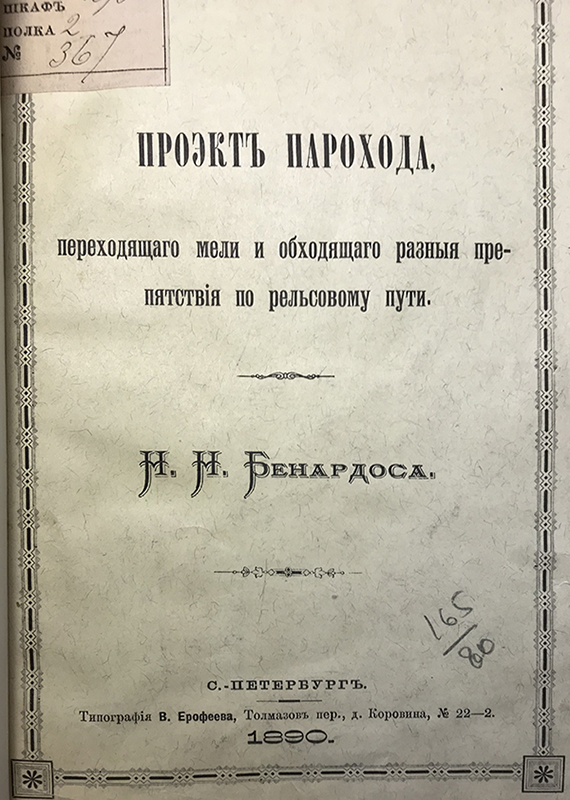 ШКАФЪ
ПОЛКА 2
№ 367
ПРОЭКТЪ ПАРОХОДА,
переходящаго мели и обходящаго разныя пре-
пятствія по рельсовому пути.
Н. Н. БЕНАРДОСА.
165
/80
С.-ПЕТЕРБУРГЪ.
Типографія В. Ерофеева, Толмазовъ пер., д. Коровина, № 22—2.
1890.